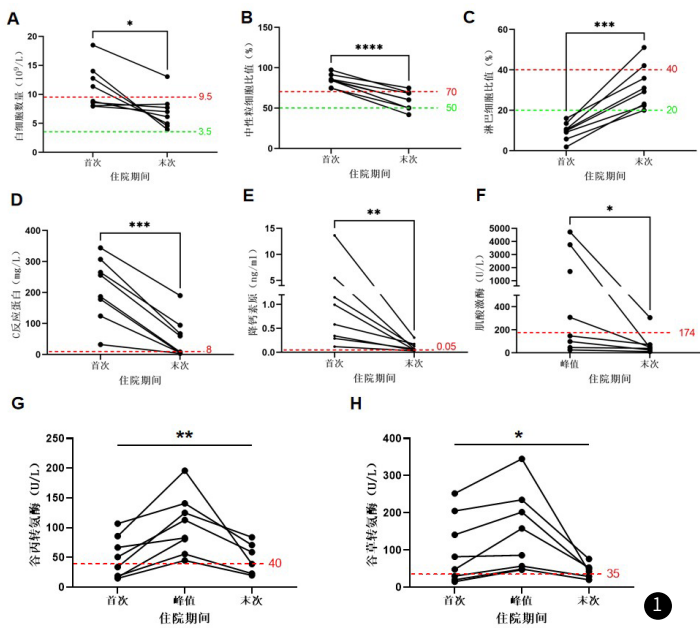 A
*
白细胞数量（10⁹/L）
20
15
10
5
0
9.5
3.5
首次
末次
住院期间
B
****
中性粒细胞比值（%）
150
100
50
0
70
50
首次
末次
住院期间
C
***
淋巴细胞比值（%）
60
40
20
0
40
20
首次
末次
住院期间
D
***
C反应蛋白（mg/L）
400
300
200
100
0
8
首次
末次
住院期间
E
**
降钙素原（ng/ml）
15
10
5
1.0
0.5
0.0
0.05
首次
末次
住院期间
F
*
肌酸激酶（U/L）
5000
4000
3000
2000
400
200
0
174
峰值
末次
住院期间
G
**
谷丙转氨酶（U/L）
250
200
150
100
50
0
40
首次
峰值
末次
住院期间
H
*
谷草转氨酶（U/L）
400
300
200
100
0
35
首次
峰值
末次
住院期间
1